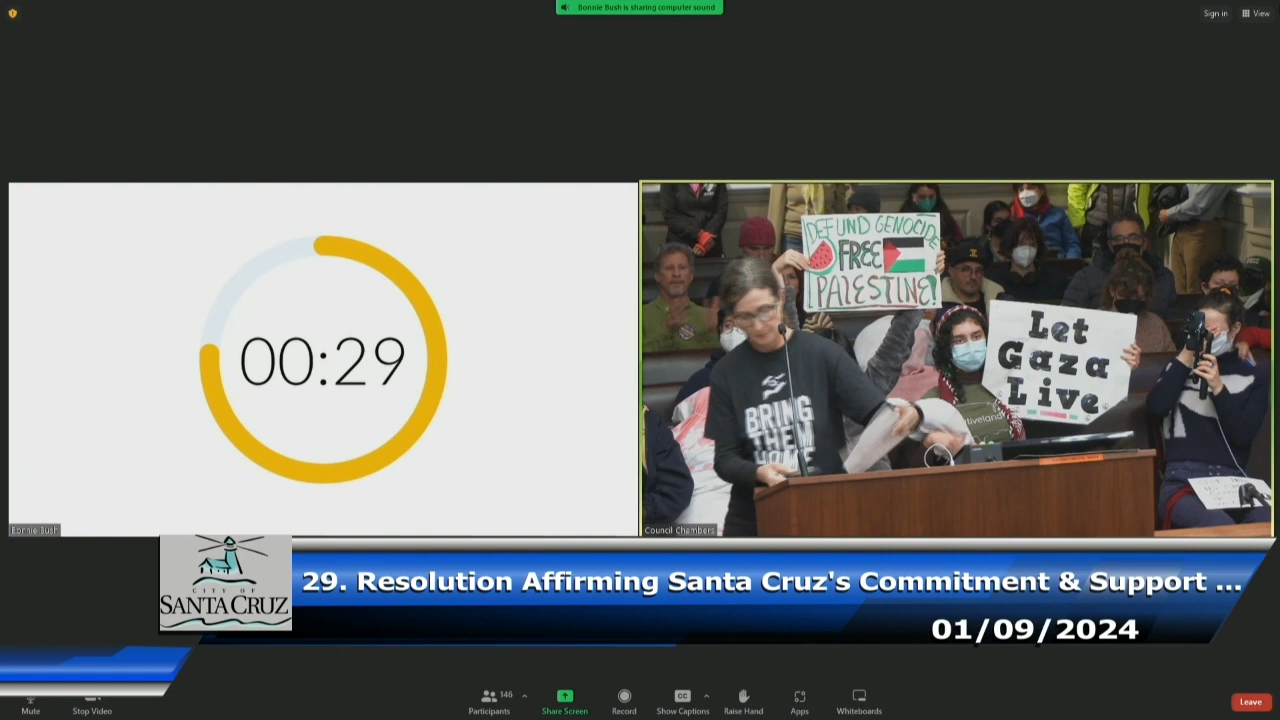 Bonnie Bush is sharing computer sound
Sign in
View
00:29
Bonnie Bush
DEFUND GENOCIDE
FREE
PALESTINE!
Let
Gaza
Live
BRING
THEM
HOME
Council Chambers
CITY OF
SANTA CRUZ
29. Resolution Affirming Santa Cruz's Commitment & Support ...
01/09/2024
Mute
Stop Video
Participants
146
Share Screen
CC
Record
Show Captions
Raise Hand
Apps
Whiteboards
Leave